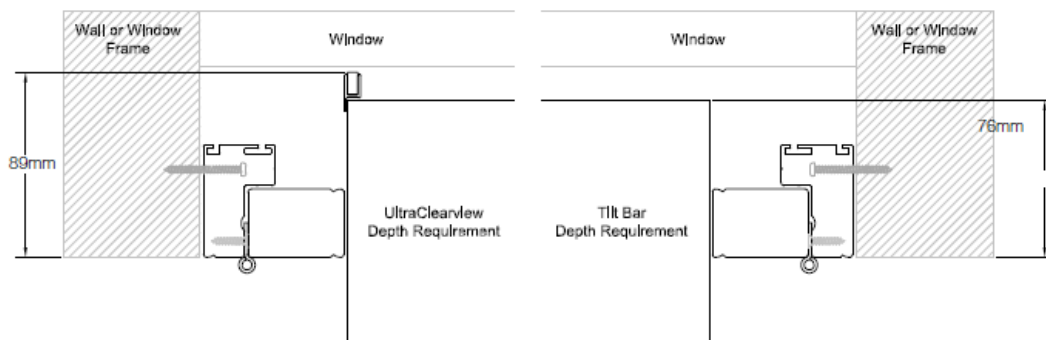 Wall or Window
Frame
Window
Window
Wall or Window
Frame
89mm
76mm
UltraClearview
Depth Requirement
Tilt Bar
Depth Requirement